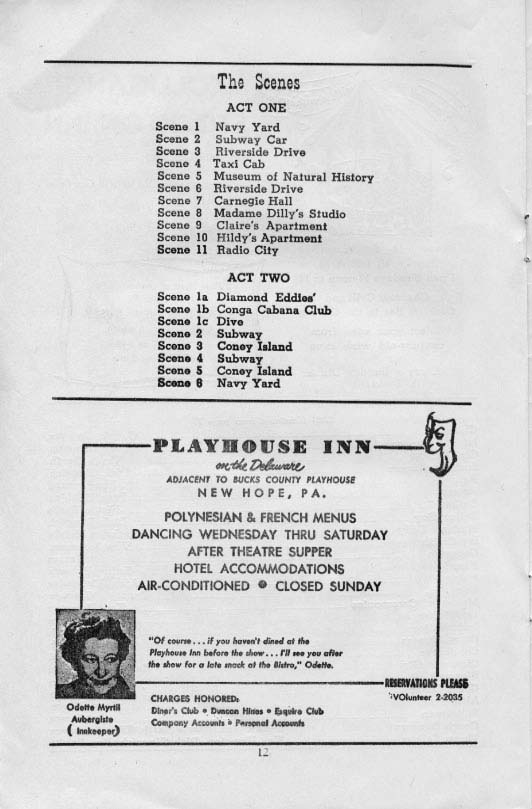 The Scenes
ACT ONE
Scene 1 Navy Yard
Scene 2 Subway Car
Scene 3 Riverside Drive
Scene 4 Taxi Cab
Scene 5 Museum of Natural History
Scene 6 Riverside Drive
Scene 7 Carnegie Hall
Scene 8 Madame Dilly's Studio
Scene 9 Claire's Apartment
Scene 10 Hildy's Apartment
Scene 11 Radio City
ACT TWO
Scene 1a Diamond Eddies'
Scene 1b Conga Cabana Club
Scene 1c Dive
Scene 2 Subway
Scene 3 Coney Island
Scene 4 Subway
Scene 5 Coney Island
Scene 6 Navy Yard
PLAYHOUSE INN
on the Delaware
ADJACENT TO BUCKS COUNTY PLAYHOUSE
NEW HOPE, PA.
POLYNESIAN & FRENCH MENUS
DANCING WEDNESDAY THRU SATURDAY
AFTER THEATRE SUPPER
HOTEL ACCOMMODATIONS
AIR-CONDITIONED • CLOSED SUNDAY
"Of course . . . if you haven't dined at the
Playhouse Inn before the show . . . I'll see you after
the show for a late snack at the Bistro," Odette.
RESERVATIONS PLEASE
VOlunteer 2-2035
Odette Myrtil
Aubergiste
( Innkeeper)
CHARGES HONORED:
Diner's Club • Duncan Hines • Esquire Club
Company Accounts • Personal Accounts
12